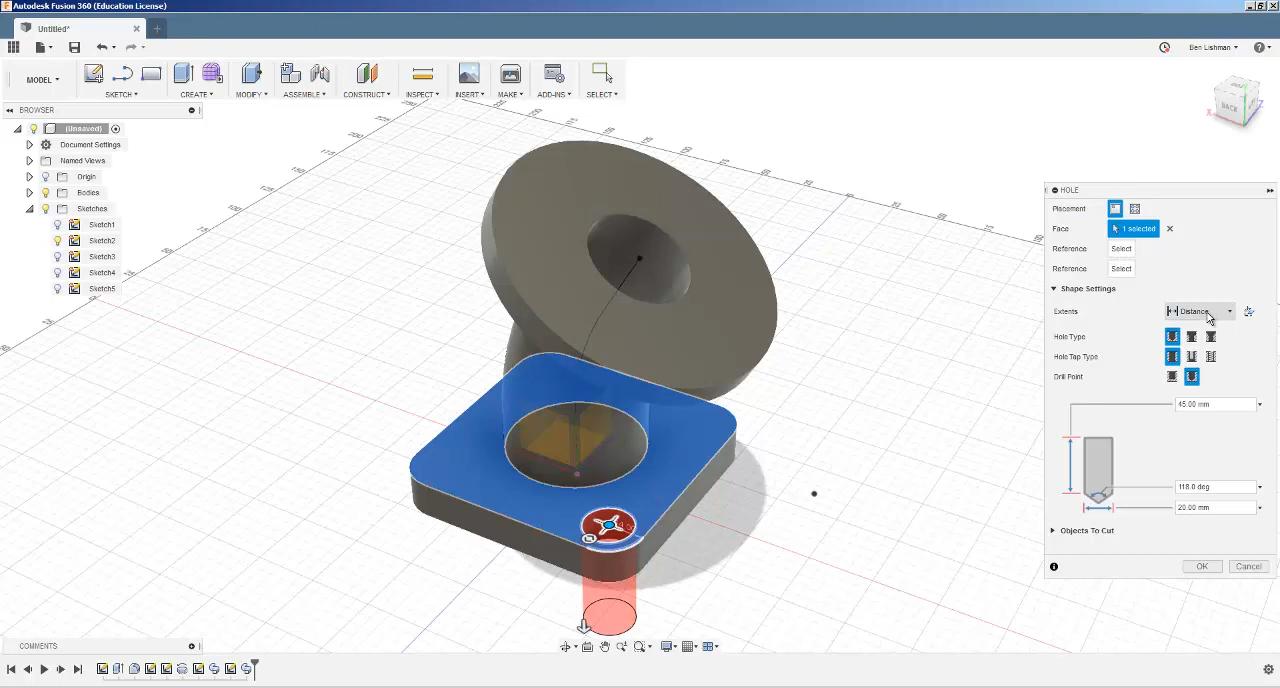 Autodesk Fusion 360 (Education License)
Untitled*
Ben Lishman
MODEL
SKETCH
CREATE
MODIFY
ASSEMBLE
CONSTRUCT
INSPECT
INSERT
MAKE
ADD-INS
SELECT
BROWSER
(Unsaved)
Document Settings
Named Views
Origin
Bodies
Sketches
Sketch1
Sketch2
Sketch3
Sketch4
Sketch5
BACK
X
Z
HOLE
Placement
Face 1 selected
Reference Select
Reference Select
Shape Settings
Extents Distance
Hole Type
Hole Tap Type
Drill Point
45.00 mm
118.0 deg
20.00 mm
Objects To Cut
OK Cancel
COMMENTS